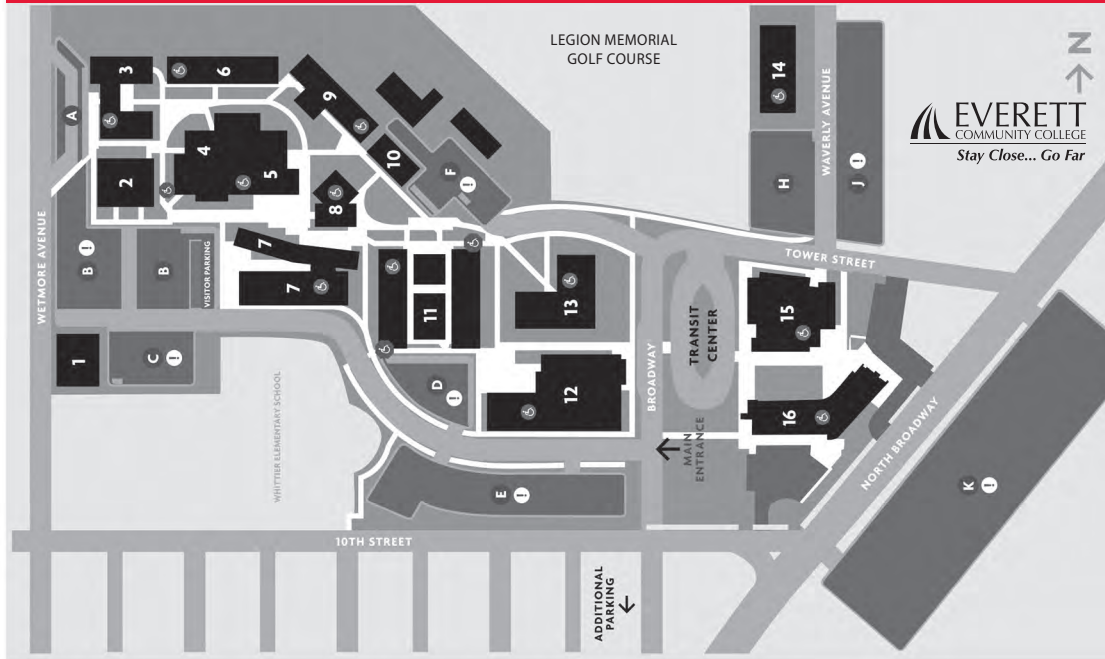 LEGION MEMORIAL
GOLF COURSE
N
EVERETT
COMMUNITY COLLEGE
Stay Close... Go Far
WETMORE AVENUE
A
3
6
2
4
5
9
10
F
!
8
B
!
B
VISITOR PARKING
7
7
1
C
!
11
13
D
!
12
WHITTIER ELEMENTARY SCHOOL
E
!
10TH STREET
BROADWAY
TRANSIT
CENTER
MAIN
ENTRANCE
ADDITIONAL
PARKING
14
WAVERLY AVENUE
H
J
!
TOWER STREET
15
16
NORTH BROADWAY
K
!